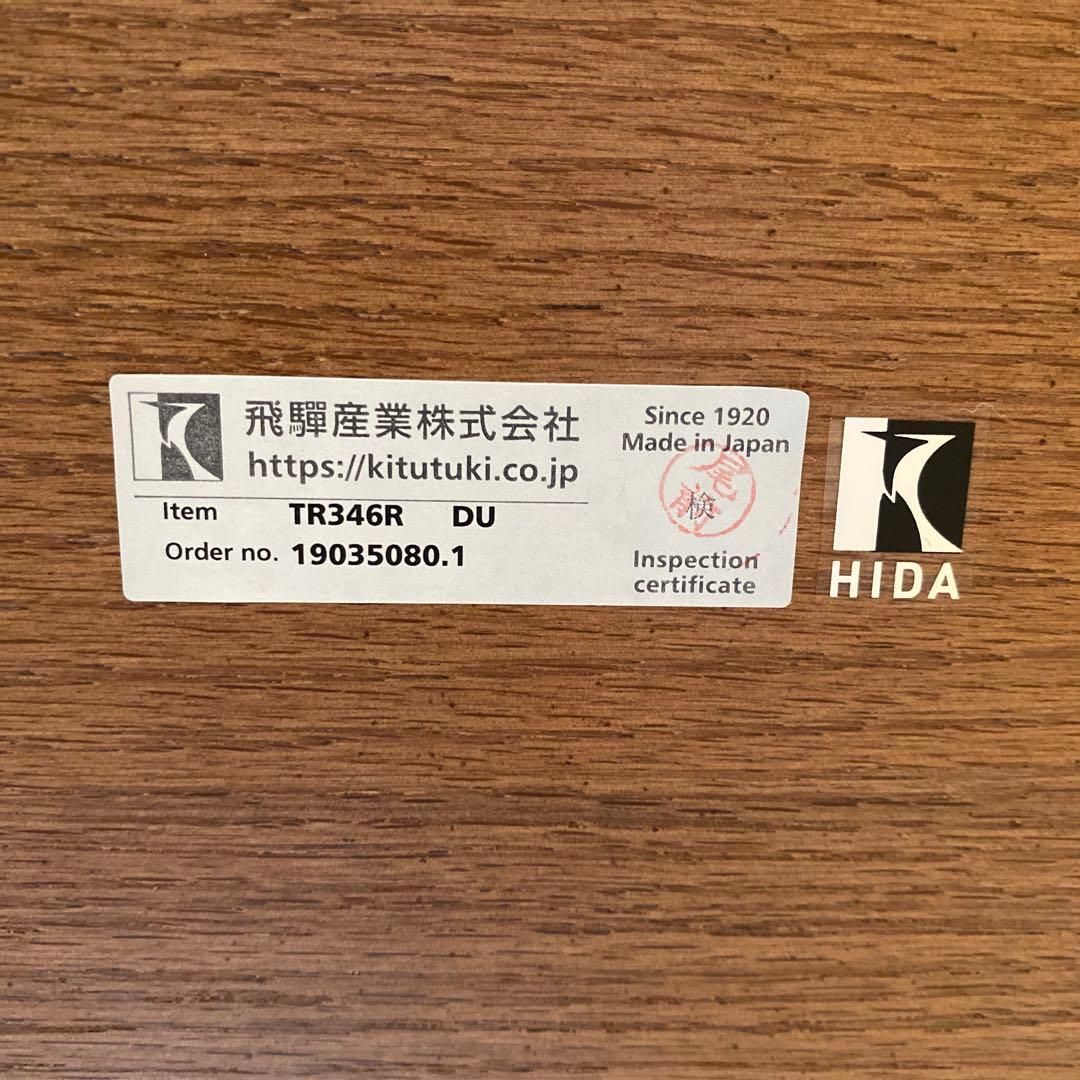 飛驒産業株式会社
https://kitutuki.co.jp
Item TR346R DU
Order no. 19035080.1
Since 1920
Made in Japan
検
Inspection
certificate
HIDA